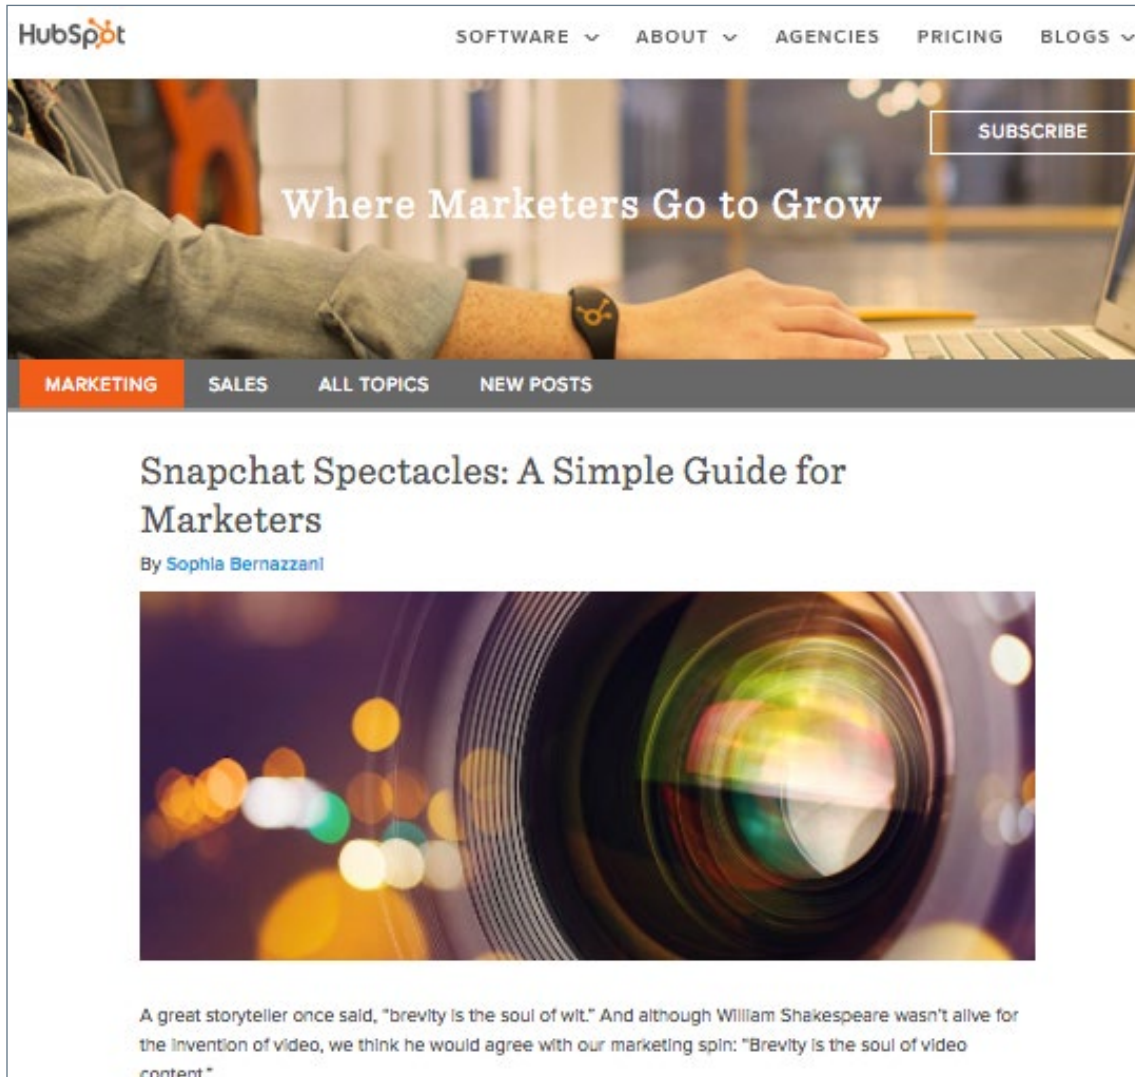 HubSpot
SOFTWARE ABOUT AGENCIES PRICING BLOGS
SUBSCRIBE
Where Marketers Go to Grow
MARKETING SALES ALL TOPICS NEW POSTS
Snapchat Spectacles: A Simple Guide for
Marketers
By Sophia Bernazzani
A great storyteller once said, "brevity is the soul of wit." And although William Shakespeare wasn't alive for
the invention of video, we think he would agree with our marketing spin: "Brevity is the soul of video
content."